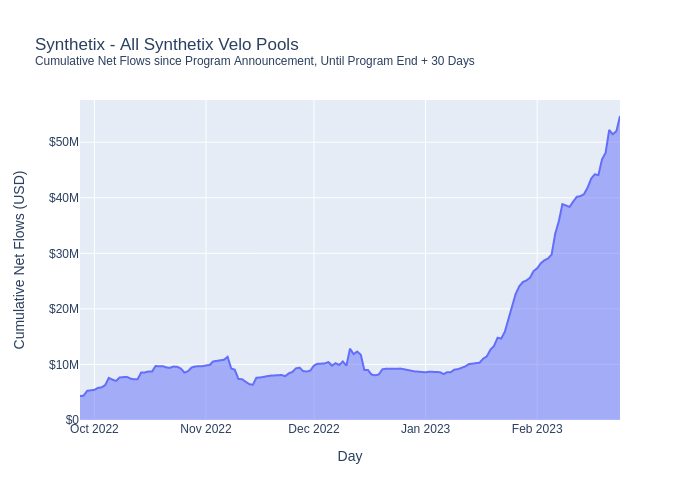 Synthetix - All Synthetix Velo Pools
Cumulative Net Flows since Program Announcement, Until Program End + 30 Days
Cumulative Net Flows (USD)
$50M
$40M
$30M
$20M
$10M
$0
Oct 2022
Nov 2022
Dec 2022
Jan 2023
Feb 2023
Day